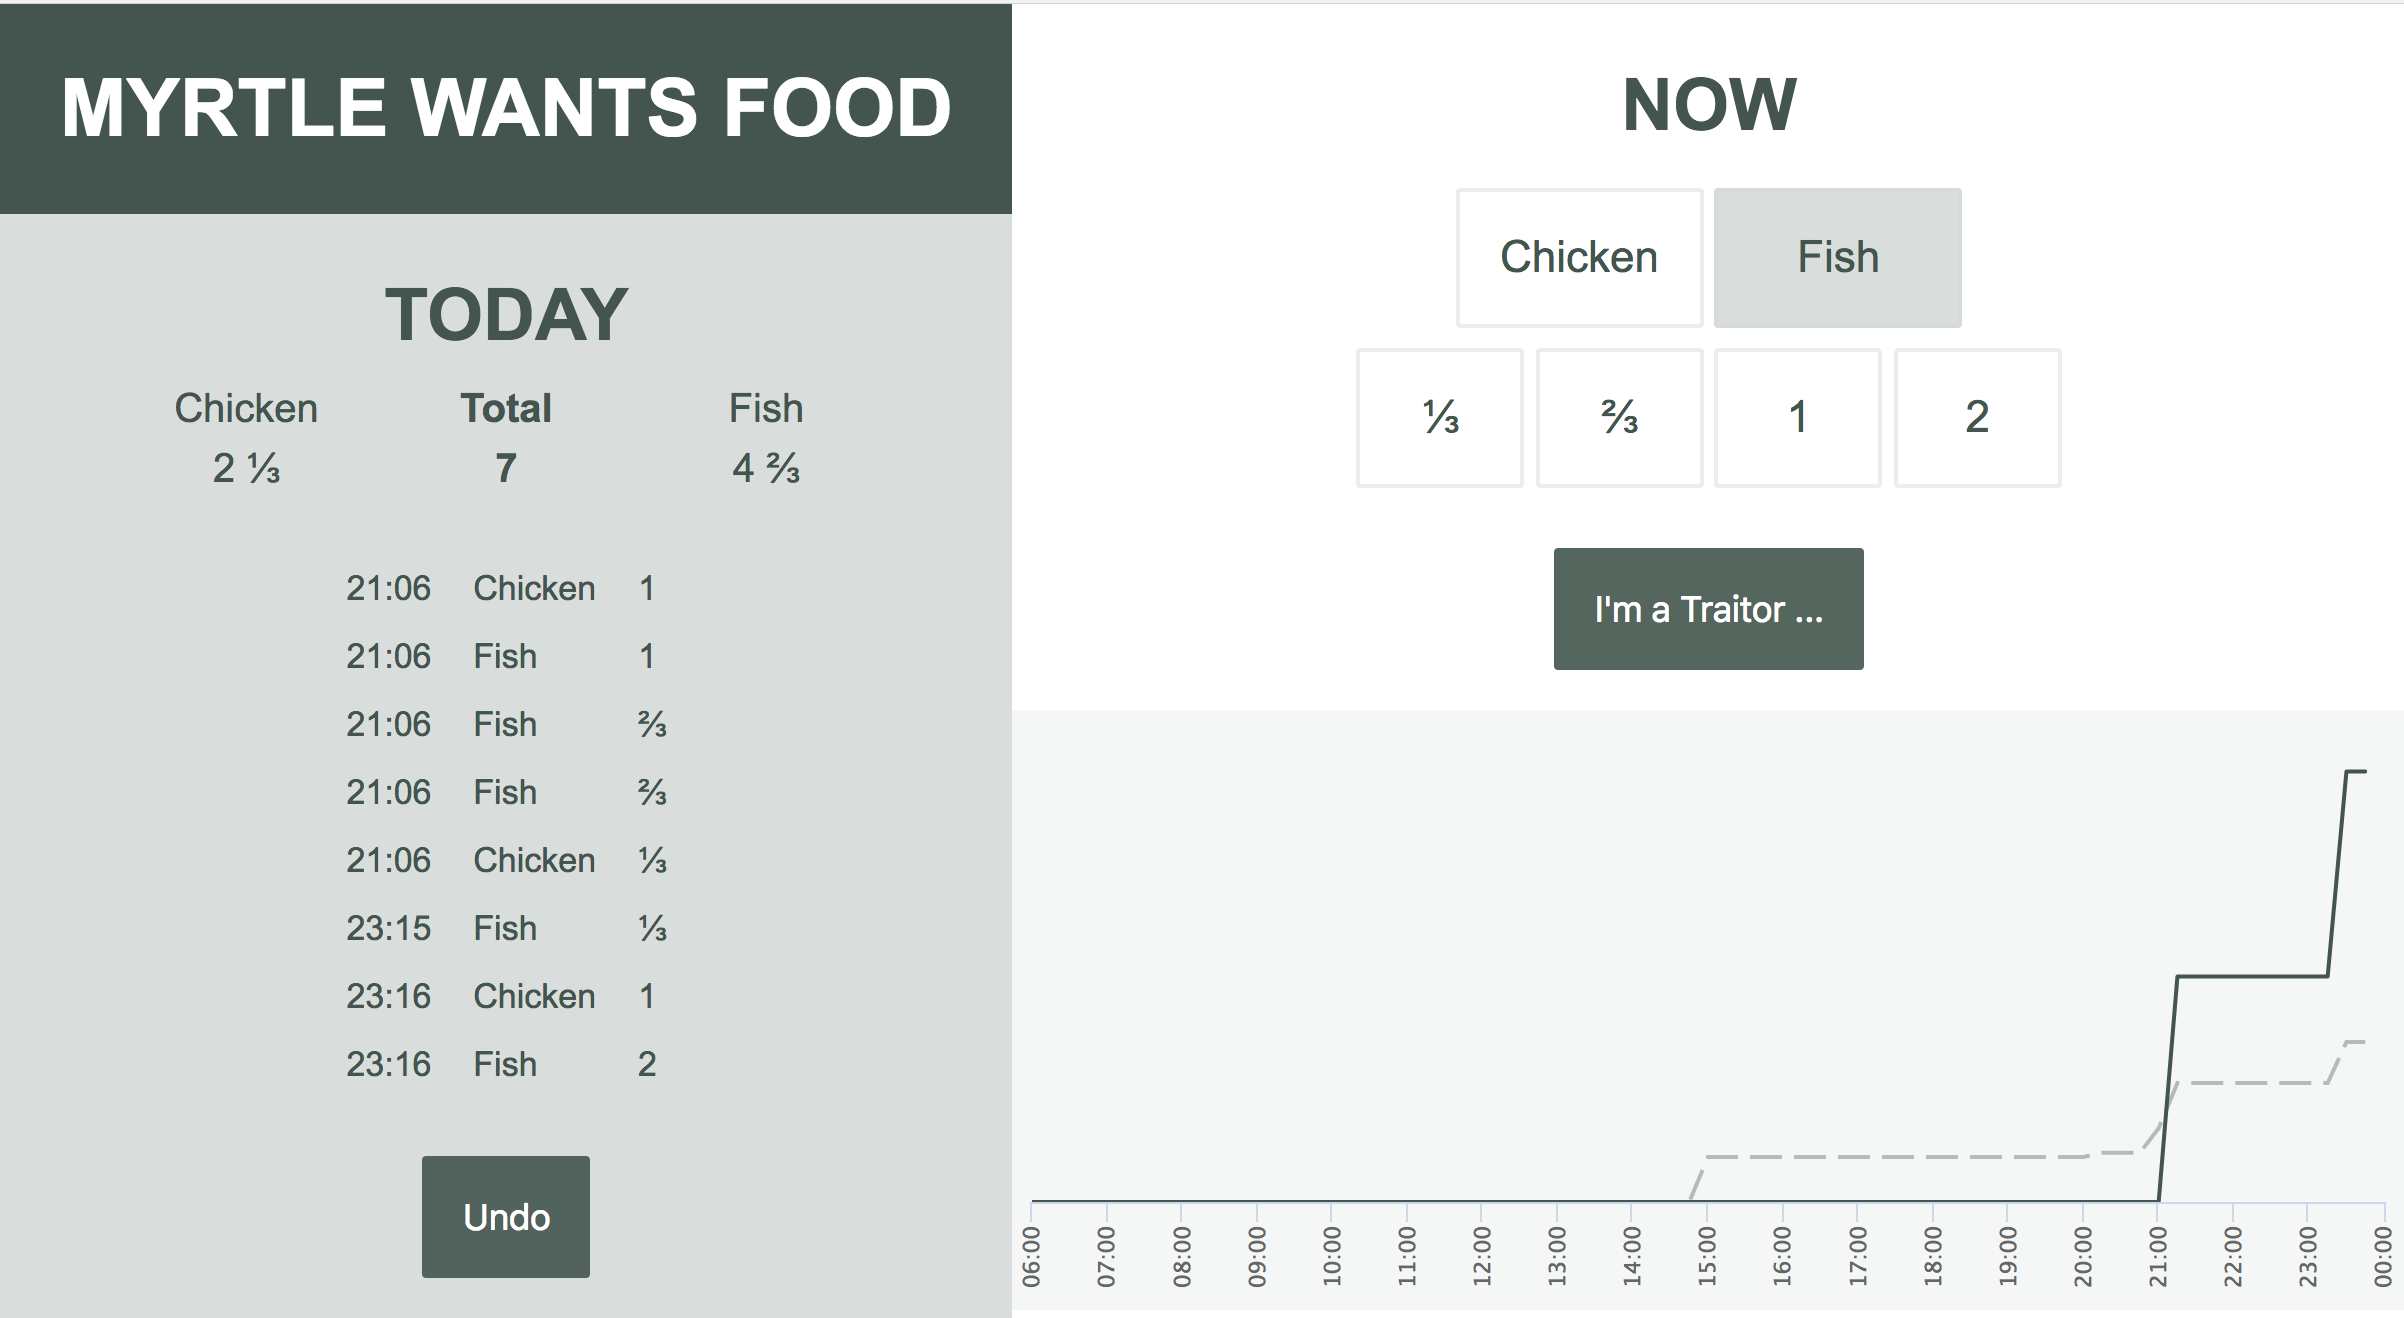 MYRTLE WANTS FOOD
TODAY
Chicken Total Fish
2 ⅓ 7 4 ⅔
21:06 Chicken 1
21:06 Fish 1
21:06 Fish ⅔
21:06 Fish ⅔
21:06 Chicken ⅓
23:15 Fish ⅓
23:16 Chicken 1
23:16 Fish 2
Undo
NOW
Chicken Fish
⅓ ⅔ 1 2
I'm a Traitor ...
06:00 07:00 08:00 09:00 10:00 11:00 12:00 13:00 14:00 15:00 16:00 17:00 18:00 19:00 20:00 21:00 22:00 23:00 00:00